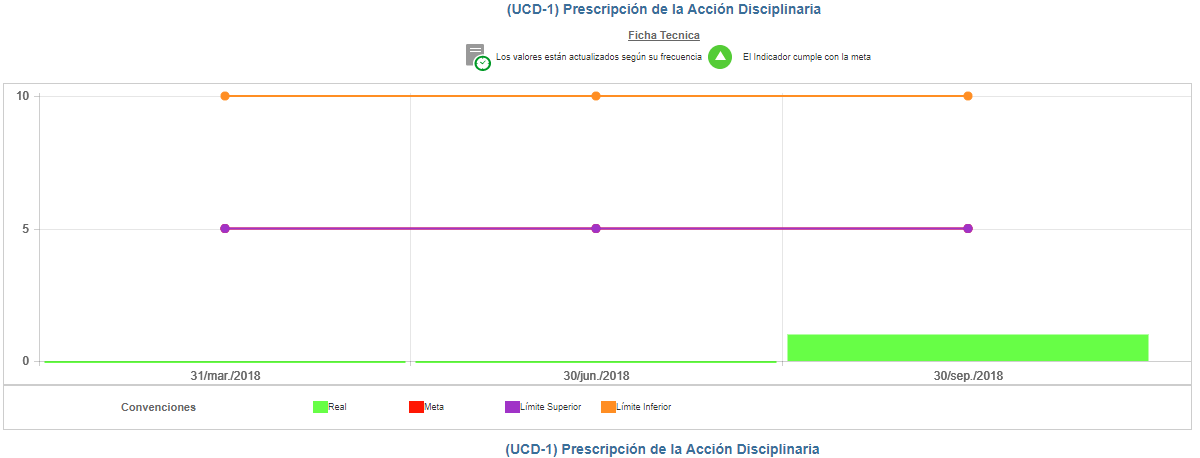 (UCD-1) Prescripción de la Acción Disciplinaria
Ficha Tecnica
Los valores están actualizados según su frecuencia El Indicador cumple con la meta
10
5
0
31/mar./2018 30/jun./2018 30/sep./2018
Convenciones Real Meta Límite Superior Límite Inferior
(UCD-1) Prescripción de la Acción Disciplinaria